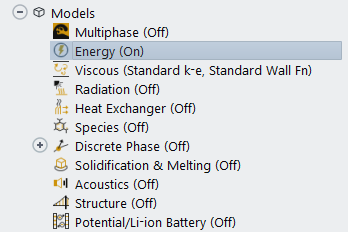 Models
Multiphase (Off)
Energy (On)
Viscous (Standard k-e, Standard Wall Fn)
Radiation (Off)
Heat Exchanger (Off)
Species (Off)
Discrete Phase (Off)
Solidification & Melting (Off)
Acoustics (Off)
Structure (Off)
Potential/Li-ion Battery (Off)